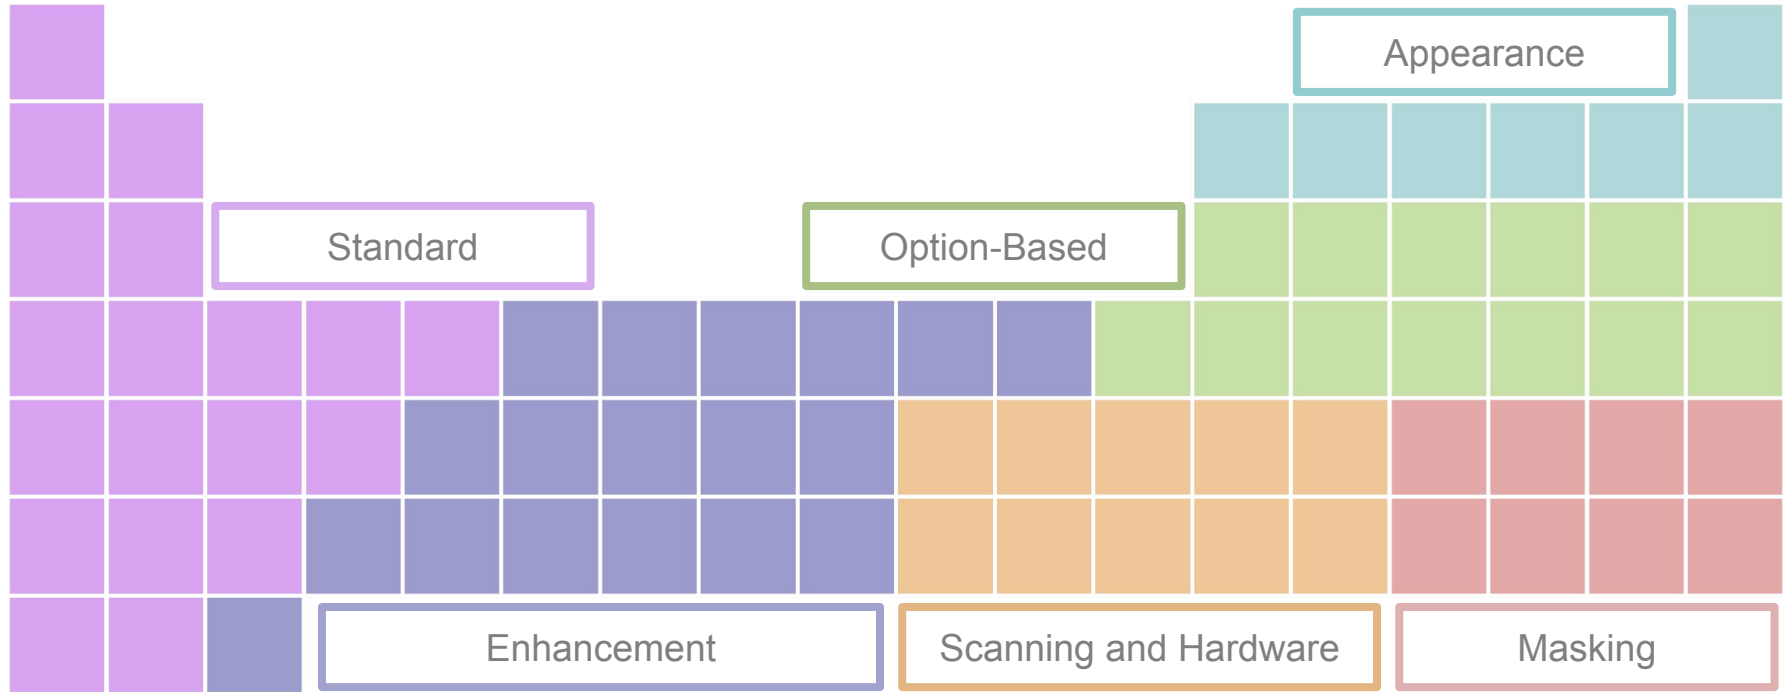 Appearance
Standard
Option-Based
Enhancement
Scanning and Hardware
Masking